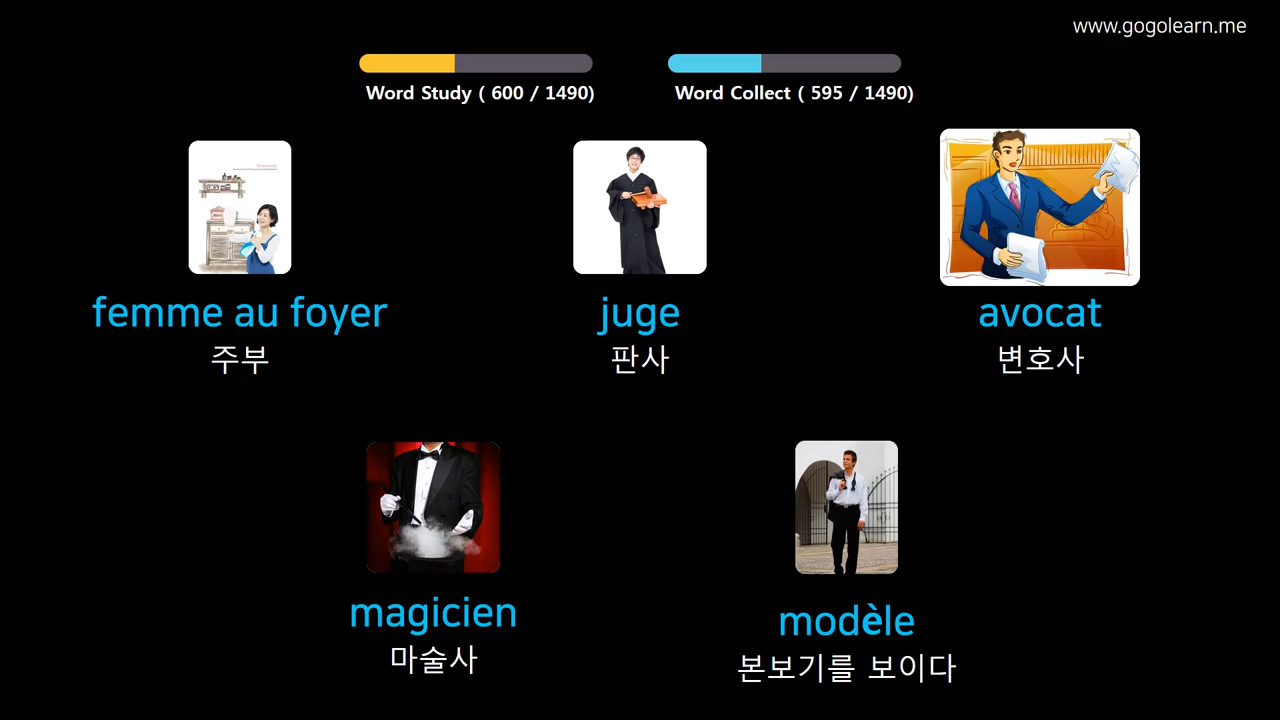 www.gogolearn.me
Word Study ( 600 / 1490)
Word Collect ( 595 / 1490)
femme au foyer
주부
juge
판사
avocat
변호사
magicien
마술사
modèle
본보기를 보이다